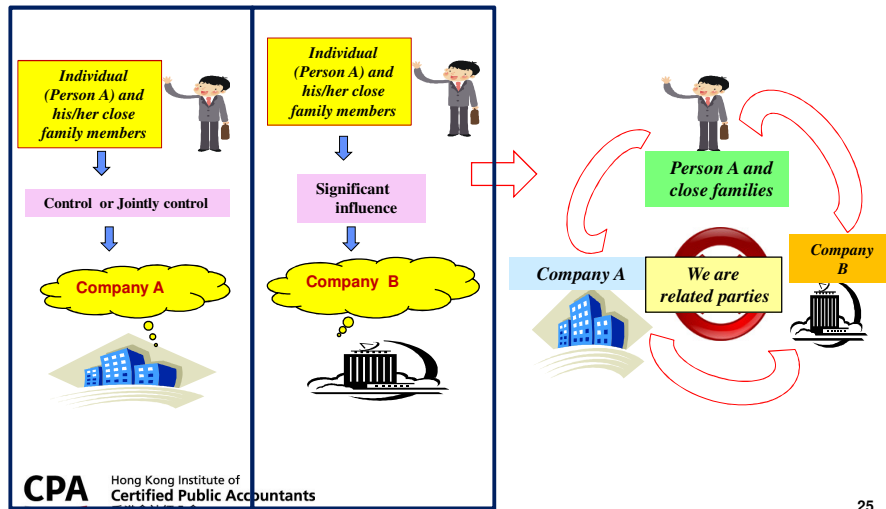 Individual
(Person A) and
his/her close
family members
Control or Jointly control
Company A
Individual
(Person A) and
his/her close
family members
Significant
influence
Company B
Person A and
close families
Company A
We are
related parties
Company
B
CPA
Hong Kong Institute of
Certified Public Accountants
25